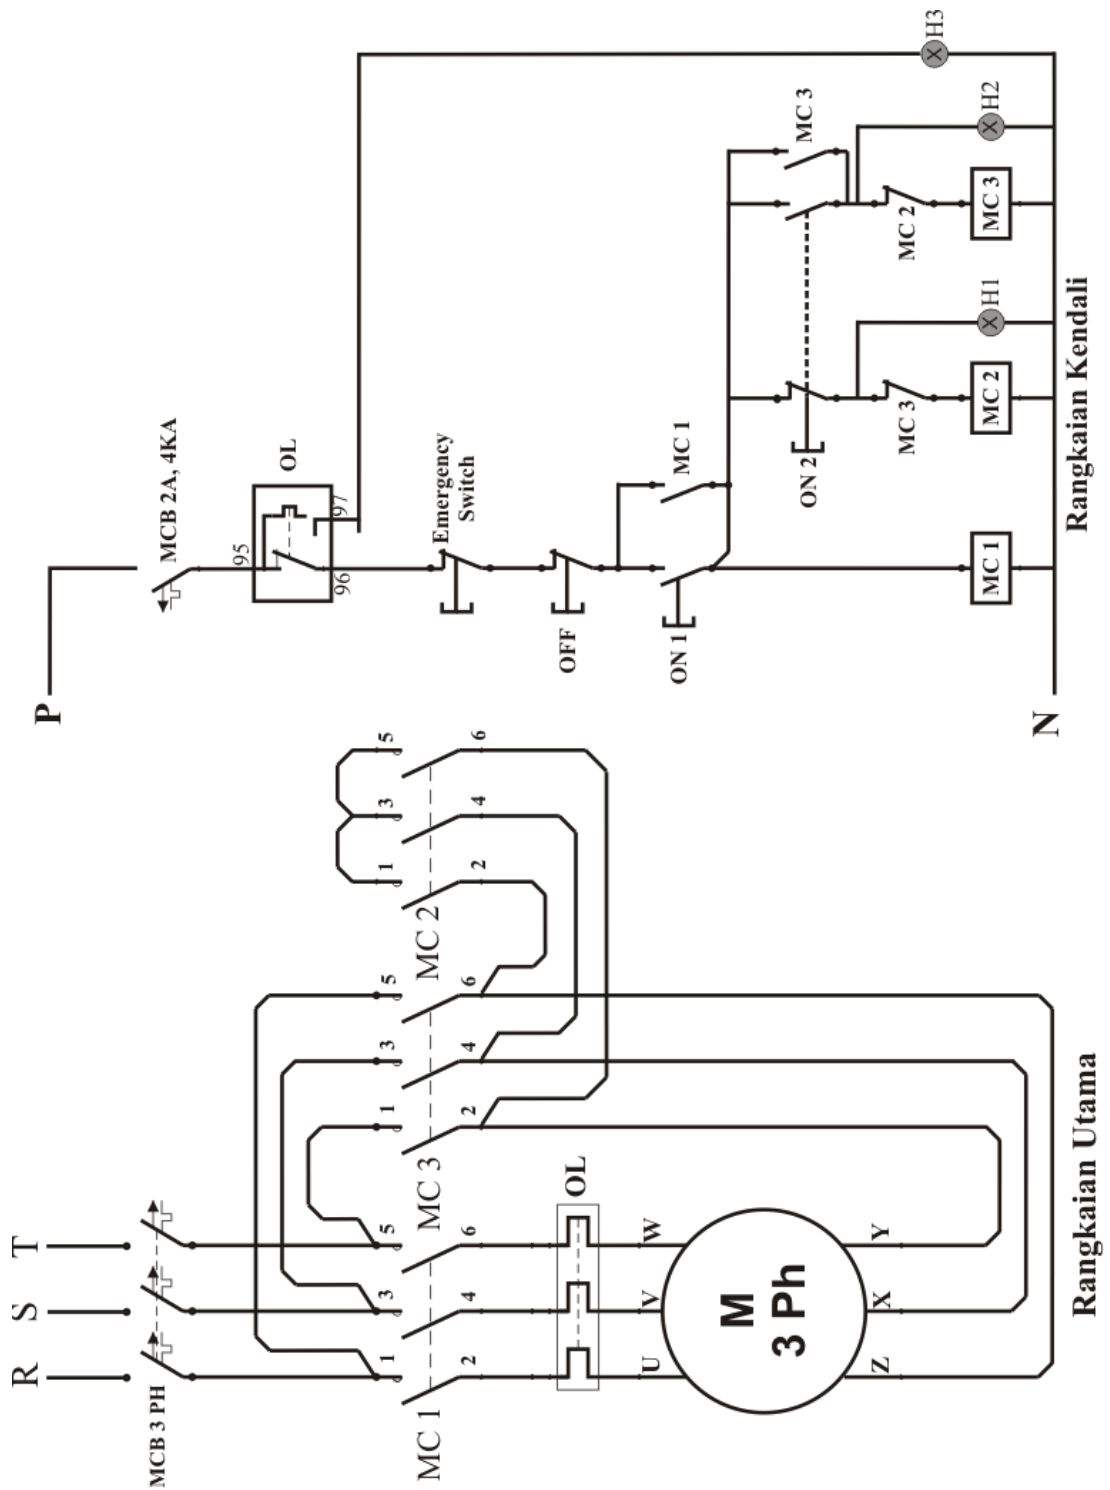 R
S
T
MCB 3 PH
1
3
5
1
3
5
1
3
5
MC 1
MC 3
MC 2
2
4
6
2
4
6
2
4
6
OL
U
V
W
M
3 Ph
Z
X
Y
Rangkaian Utama
P
MCB 2A, 4KA
95
OL
96
97
Emergency
Switch
OFF
ON 1
MC 1
ON 2
MC 3
MC 3
MC 2
MC 1
MC 2
H1
MC 3
H2
H3
N
Rangkaian Kendali